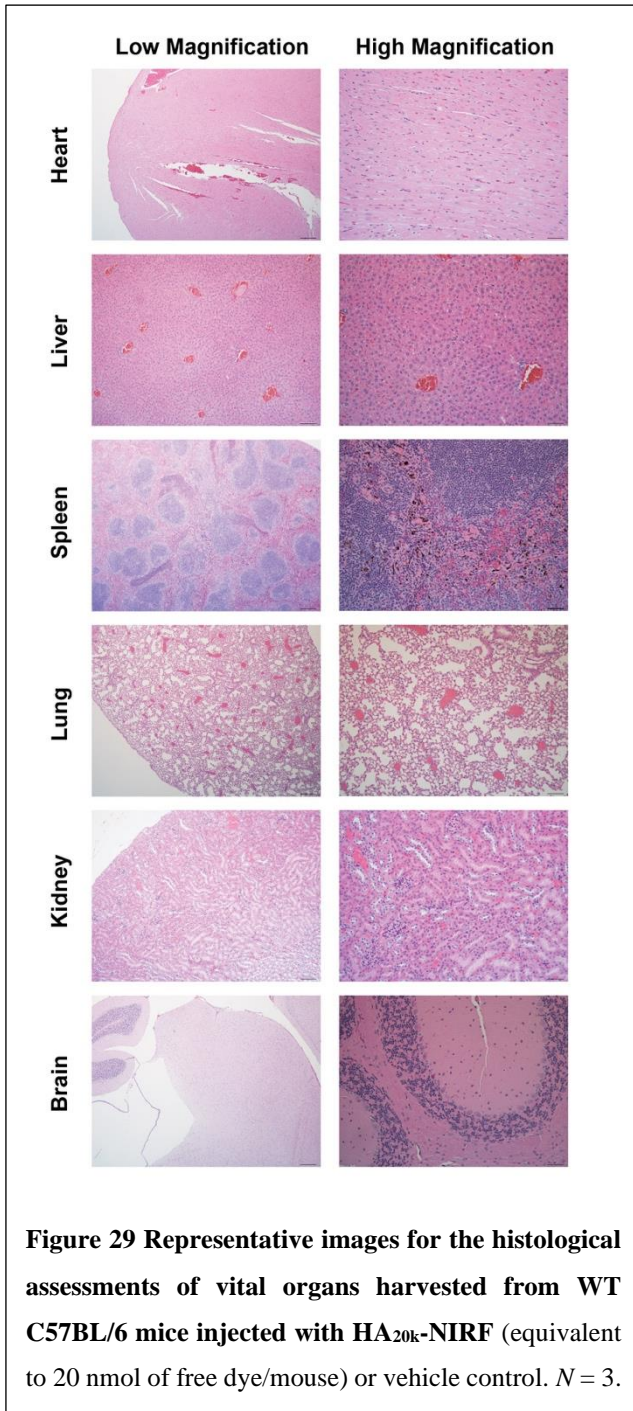 Low Magnification High Magnification
Heart
Liver
Spleen
Lung
Kidney
Brain
Figure 29 Representative images for the histological
assessments of vital organs harvested from WT
C57BL/6 mice injected with HA20k-NIRF (equivalent
to 20 nmol of free dye/mouse) or vehicle control. N = 3.